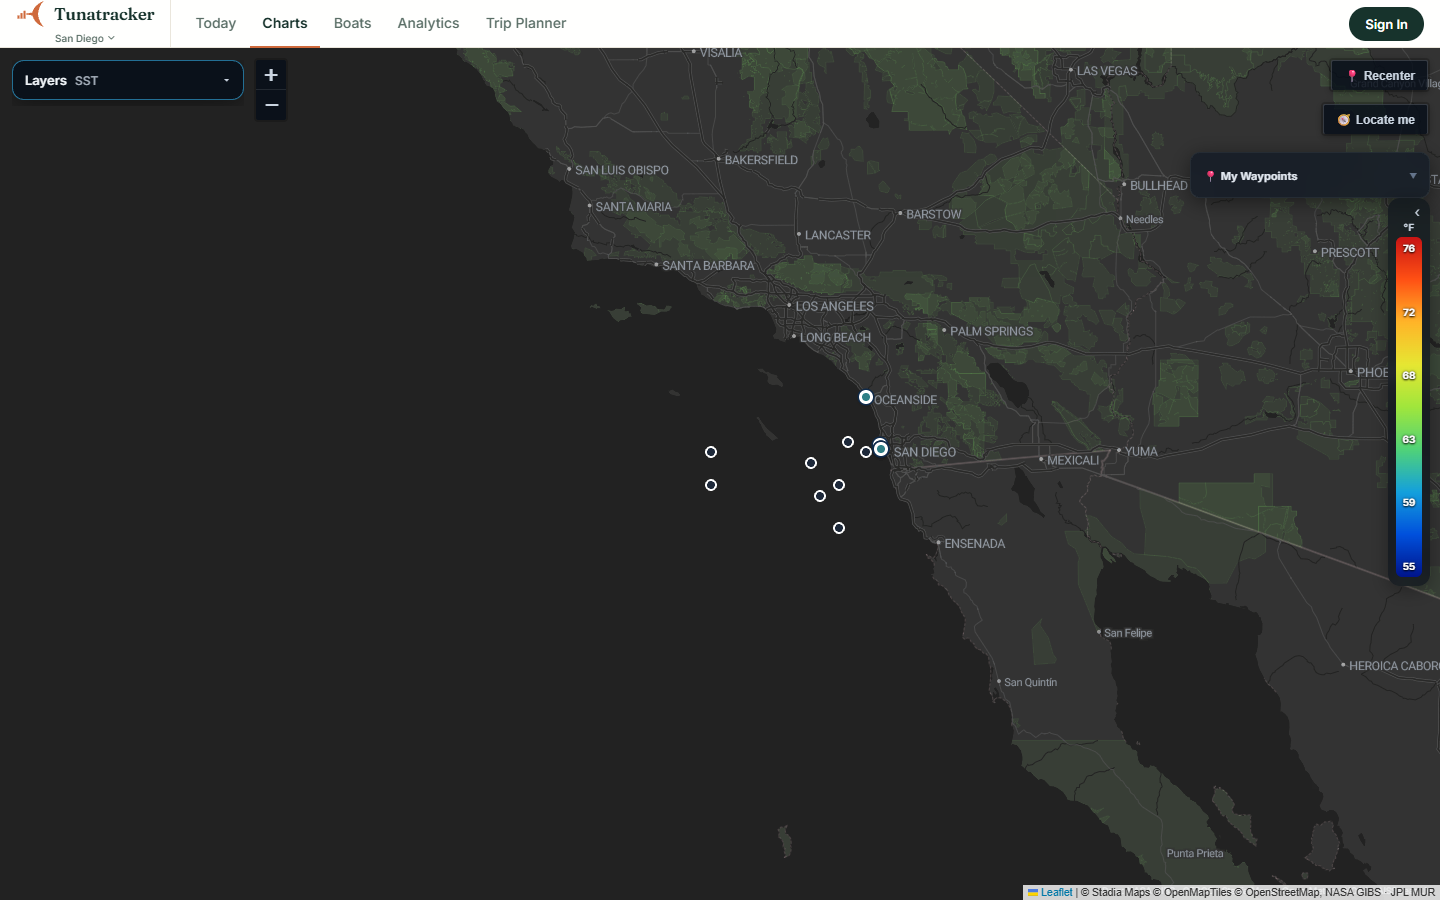 Tunatracker
San Diego
Today
Charts
Boats
Analytics
Trip Planner
Sign In
Layers SST
+
−
Recenter
Locate me
My Waypoints
°F
76
72
68
63
59
55
VISALIA
LAS VEGAS
BAKERSFIELD
SAN LUIS OBISPO
BULLHEAD
SANTA MARIA
BARSTOW
Needles
LANCASTER
PRESCOTT
SANTA BARBARA
LOS ANGELES
PALM SPRINGS
LONG BEACH
PHOE
OCEANSIDE
SAN DIEGO
MEXICALI
YUMA
ENSENADA
San Felipe
HEROICA CABOR
San Quintín
Punta Prieta
Leaflet | © Stadia Maps © OpenMapTiles © OpenStreetMap, NASA GIBS · JPL MUR